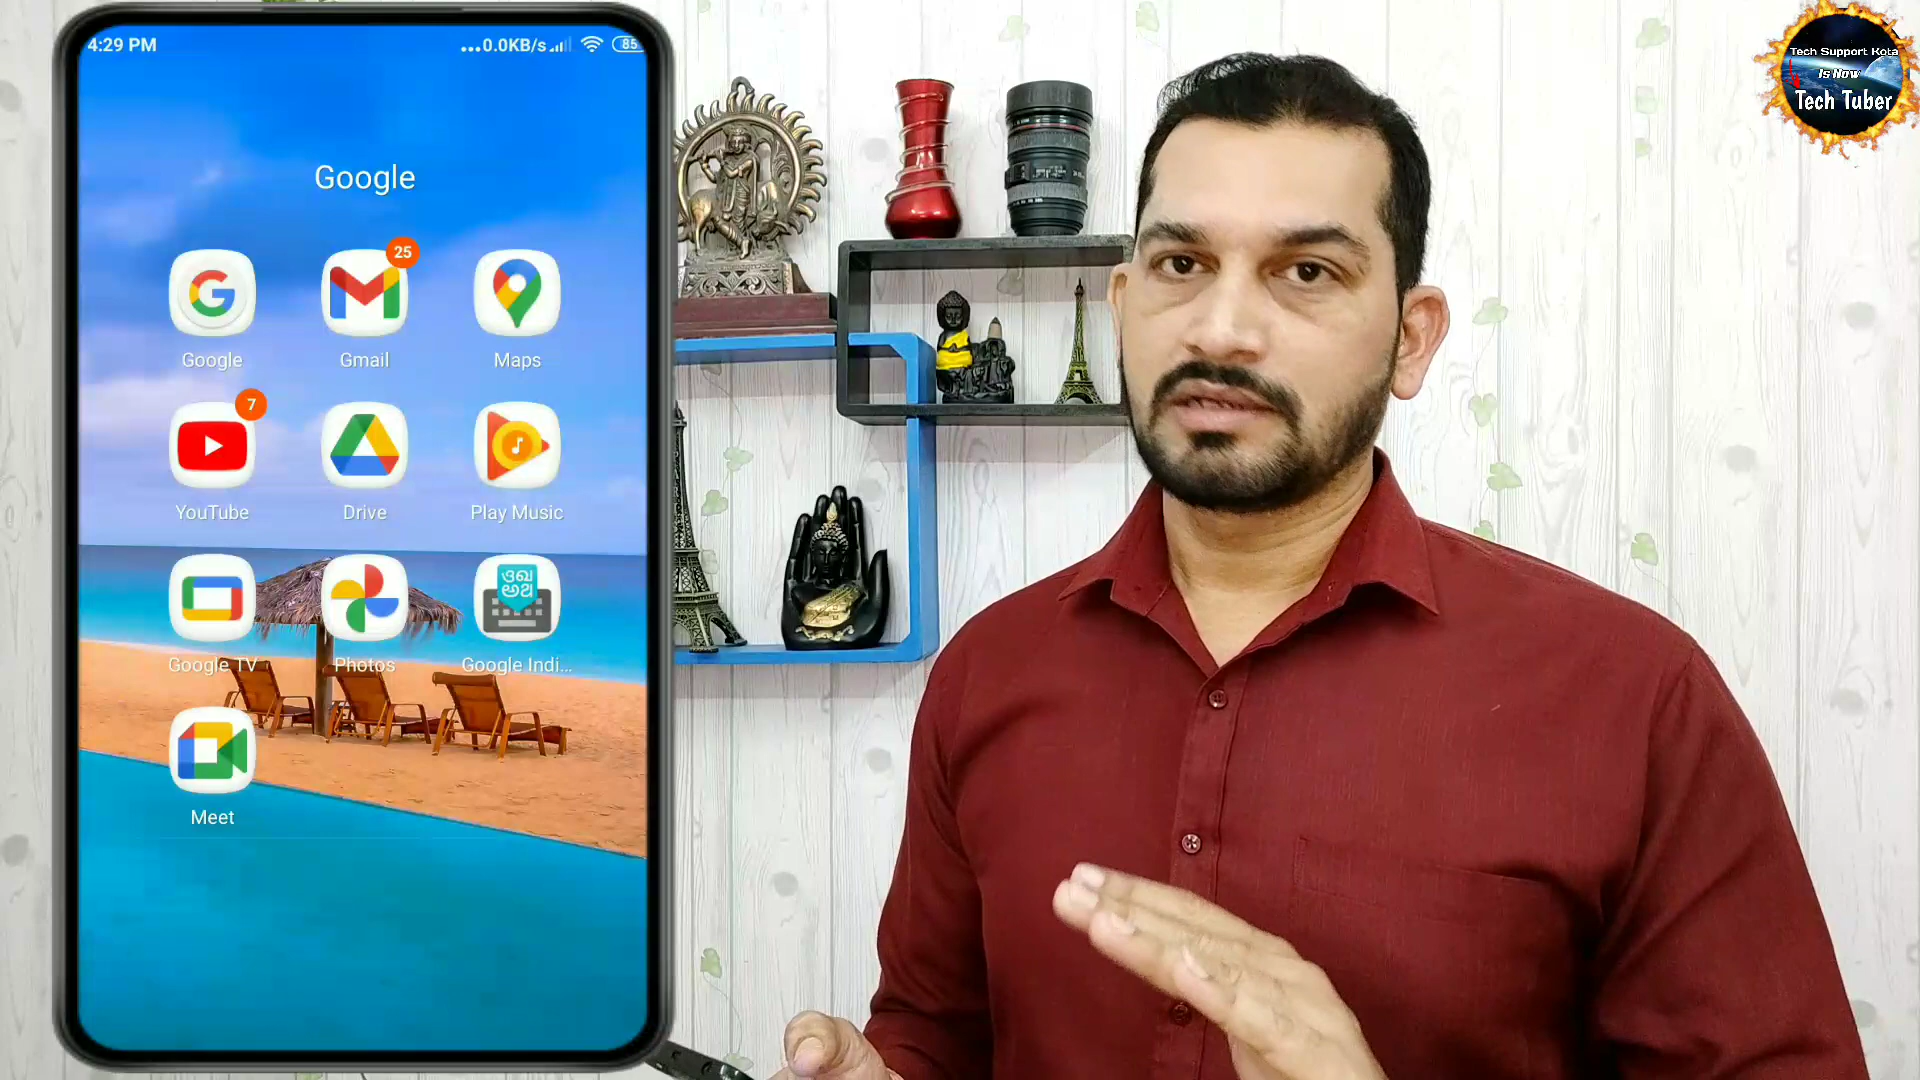 4:29 PM
...0.0KB/s
85
Google
25
Google
Gmail
Maps
7
YouTube
Drive
Play Music
Google TV
Photos
Google Indi...
Meet
Tech Support Kota
Is Now
Tech Tuber